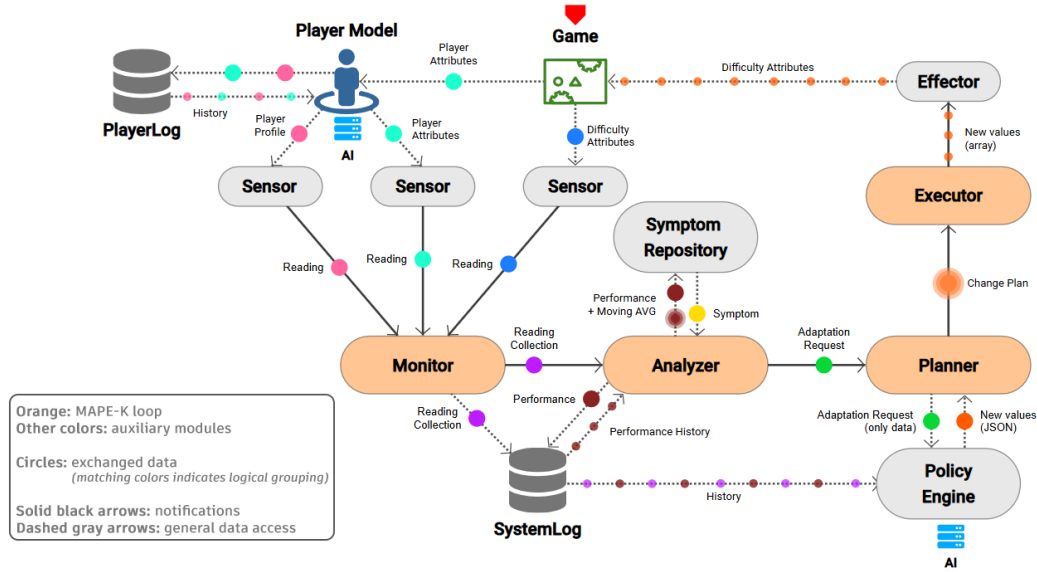 Player Model
Game
Player
Attributes
Difficulty Attributes
Effector
History
PlayerLog
Player
Profile
AI
Player
Attributes
Difficulty
Attributes
New values
(array)
Sensor
Sensor
Sensor
Executor
Symptom
Repository
Reading
Reading
Reading
Performance
+ Moving AVG
Symptom
Change Plan
Monitor
Reading
Collection
Analyzer
Adaptation
Request
Planner
Orange: MAPE-K loop
Other colors: auxiliary modules
Circles: exchanged data
(matching colors indicates logical grouping)
Solid black arrows: notifications
Dashed gray arrows: general data access
Reading
Collection
Performance
Performance History
Adaptation Request
(only data)
New values
(JSON)
SystemLog
History
Policy
Engine
AI